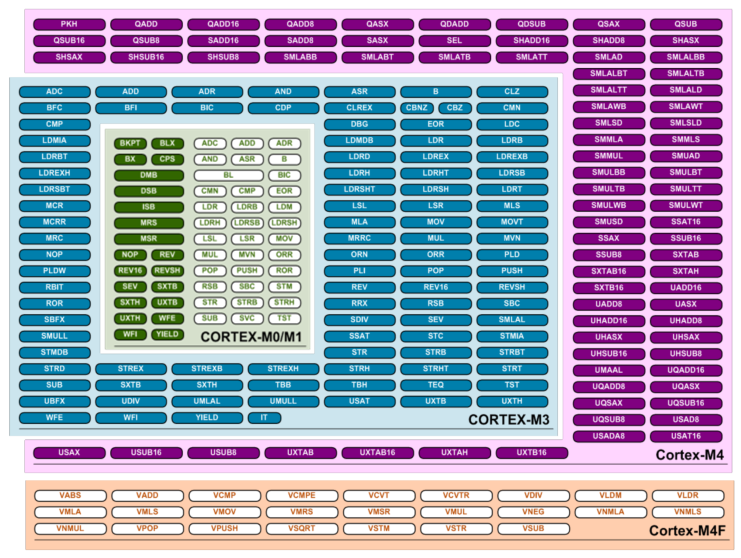 PKH QADD QADD16 QADD8 QASX QDADD QDSUB QSAX QSUB
QSUB16 QSUB8 SADD16 SADD8 SASX SEL SHADD16 SHADD8 SHASX
SHSAX SHSUB16 SHSUB8 SMLABB SMLABT SMLATB SMLATT SMLAD SMLALBB
SMLALBT SMLALTB
ADC ADD ADR AND ASR B CLZ SMLALTT SMLALD
BFC BFI BIC CDP CLREX CBNZ CBZ CMN SMLAWB SMLAWT
CMP DBG EOR LDC SMLSD SMLSLD
LDMIA BKPT BLX ADC ADD ADR LDMDB LDR LDRB SMMLA SMMLS
LDRBT BX CPS AND ASR B LDRD LDREX LDREXB SMMUL SMUAD
LDREXH DMB BL BIC LDRH LDRHT LDRSB SMULBB SMULBT
LDRSBT DSB CMN CMP EOR LDRSHT LDRSH LDRT SMULTB SMULTT
MCR ISB LDR LDRB LDM LSL LSR MLS SMULWB SMULWT
MCRR MRS LDRH LDRSB LDRSH MLA MOV MOVT SMUSD SSAT16
MRC MSR LSL LSR MOV MRRC MUL MVN SSAX SSUB16
NOP NOP REV MUL MVN ORR ORN ORR PLD SSUB8 SXTAB
PLDW REV16 REVSH POP PUSH ROR PLI POP PUSH SXTAB16 SXTAH
RBIT SEV SXTB RSB SBC STM REV REV16 REVSH SXTB16 UADD16
ROR SXTH UXTB STR STRB STRH RRX RSB SBC UADD8 UASX
SBFX UXTH WFE SUB SVC TST SDIV SEV SMLAL UHADD16 UHADD8
SMULL WFI YIELD CORTEX-M0/M1 SSAT STC STMIA UHASX UHSAX
STMDB STR STRB STRBT UHSUB16 UHSUB8
STRD STREX STREXB STREXH STRH STRHT STRT UMAAL UQADD16
SUB SXTB SXTH TBB TBH TEQ TST UQADD8 UQASX
UBFX UDIV UMLAL UMULL USAT UXTB UXTH UQSAX UQSUB16
WFE WFI YIELD IT CORTEX-M3 UQSUB8 USAD8
USADA8 USAT16
USAX USUB16 USUB8 UXTAB UXTAB16 UXTAH UXTB16 Cortex-M4
VABS VADD VCMP VCMPE VCVT VCVTR VDIV VLDM VLDR
VMLA VMLS VMOV VMRS VMSR VMUL VNEG VNMLA VNMLS
VNMUL VPOP VPUSH VSQRT VSTM VSTR VSUB Cortex-M4F